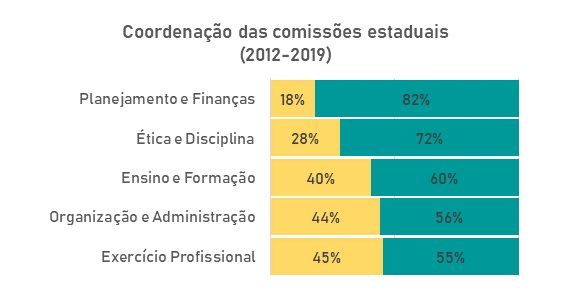 Coordenação das comissões estaduais
(2012-2019)
Planejamento e Finanças 18% 82%
Ética e Disciplina 28% 72%
Ensino e Formação 40% 60%
Organização e Administração 44% 56%
Exercício Profissional 45% 55%